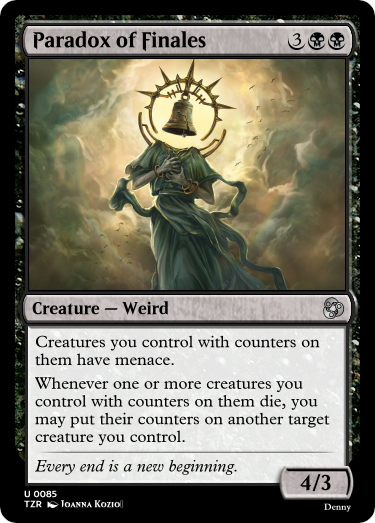 Paradox of Finales 3
Creature — Weird
Creatures you control with counters on
them have menace.
Whenever one or more creatures you
control with counters on them die, you
may put their counters on another target
creature you control.
Every end is a new beginning.
4/3
U 0085
TZR Joanna Kozio
Denny